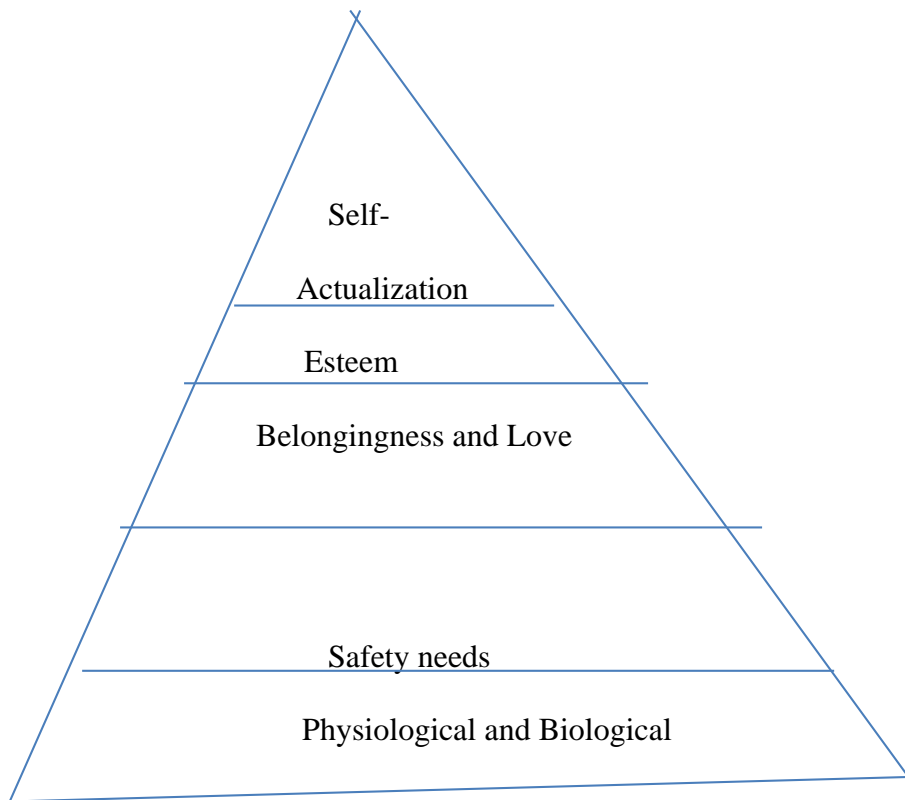 Self-
Actualization
Esteem
Belongingness and Love
Safety needs
Physiological and Biological